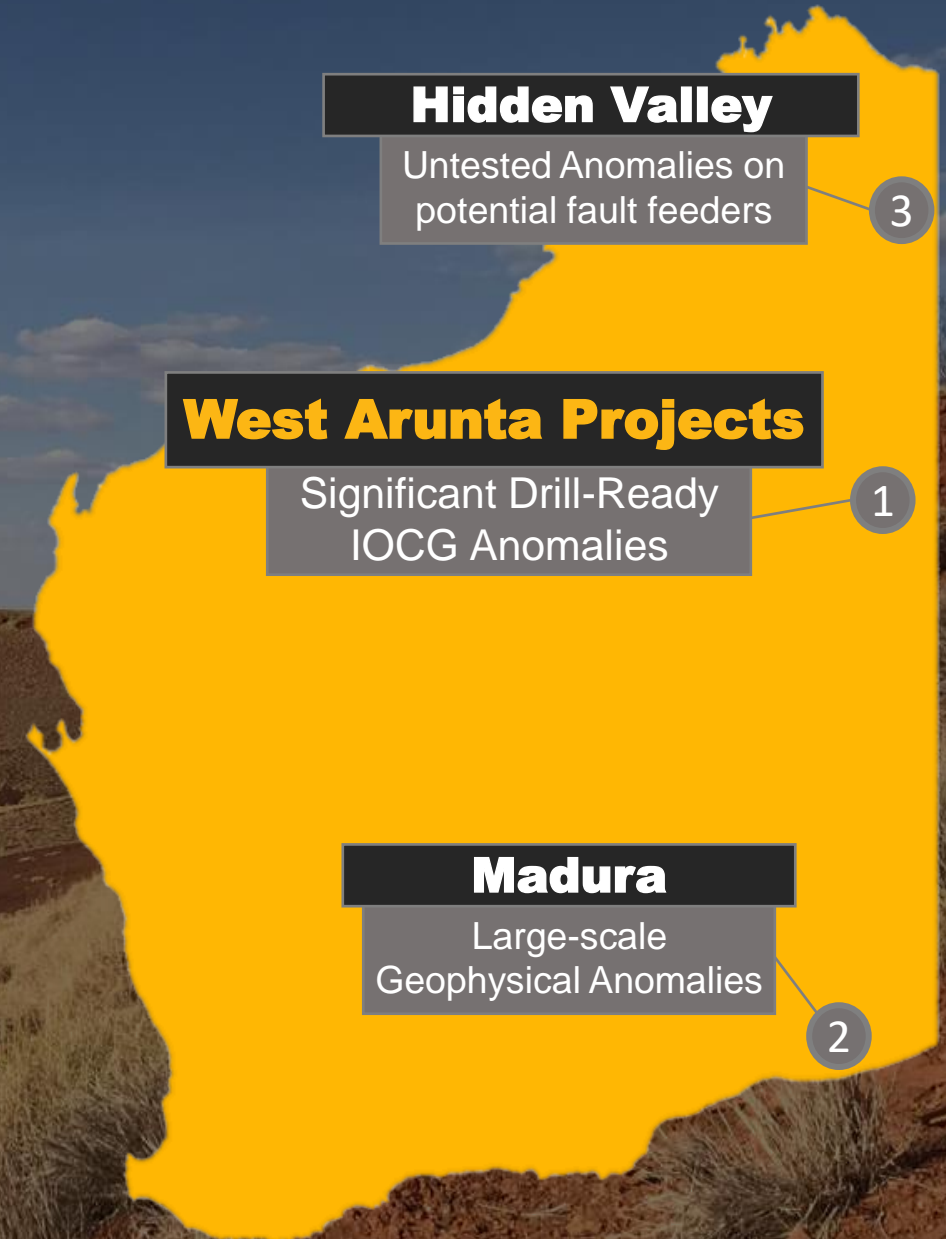 Hidden Valley
Untested Anomalies on
potential fault feeders
3
West Arunta Projects
Significant Drill-Ready
IOCG Anomalies
1
Madura
Large-scale
Geophysical Anomalies
2